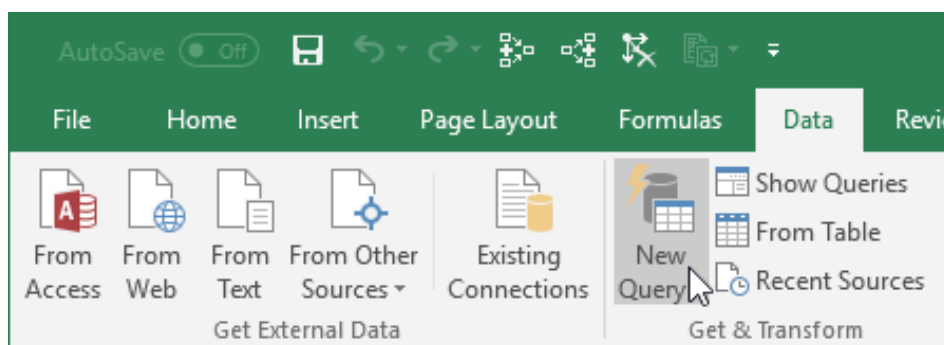 AutoSave Off
File Home Insert Page Layout Formulas Data Revi
From Access
From Web
From Text
From Other Sources
Existing Connections
New Query
Show Queries
From Table
Recent Sources
Get External Data
Get & Transform